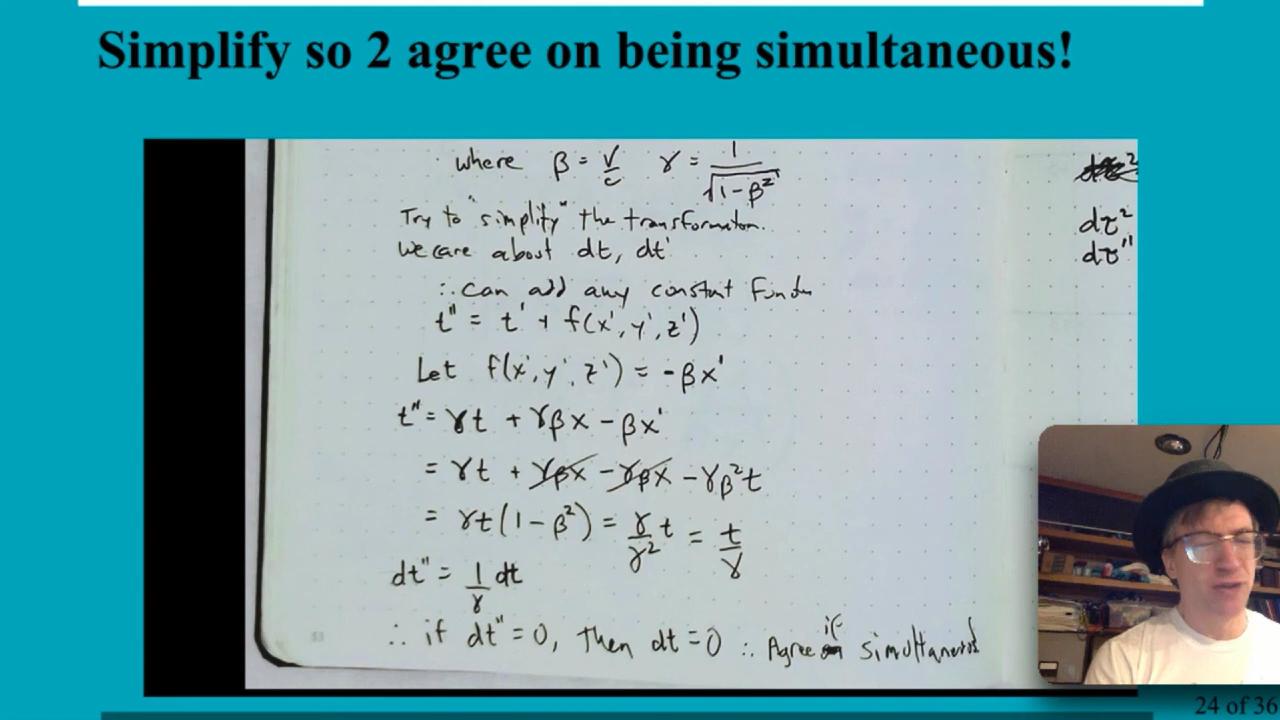 Simplify so 2 agree on being simultaneous!
where β = v/c γ = 1/√(1-β²)
Try to "simplify" the transformaton.
We care about dt, dt'
∴ can add any constant
t" = t' + f(x', y', z')
Let f(x', y', z') = -βx'
t" = γt + γβx - βx'
= γt + γβx - γβx - γβ²t
= γt(1-β²) = γ/γ² t = t/γ
dt" = 1/γ dt
∴ if dt" = 0, then dt = 0 ∴ Agree if simultaneous
dτ²
dτ"
53
24 of 36